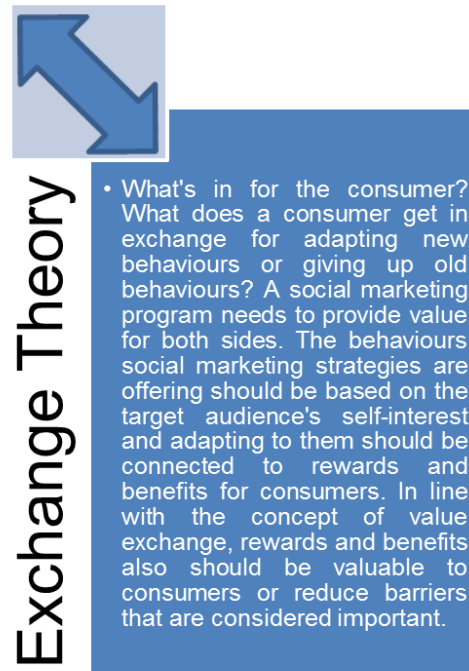 Exchange Theory
• What's in for the consumer?
What does a consumer get in
exchange for adapting new
behaviours or giving up old
behaviours? A social marketing
program needs to provide value
for both sides. The behaviours
social marketing strategies are
offering should be based on the
target audience's self-interest
and adapting to them should be
connected to rewards and
benefits for consumers. In line
with the concept of value
exchange, rewards and benefits
also should be valuable to
consumers or reduce barriers
that are considered important.